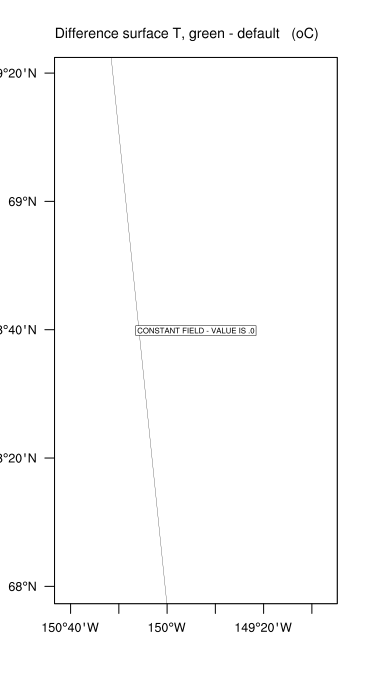 Difference surface T, green - default (oC)
9°20'N
69°N
8°40'N
CONSTANT FIELD - VALUE IS .0
8°20'N
68°N
150°40'W 150°W 149°20'W